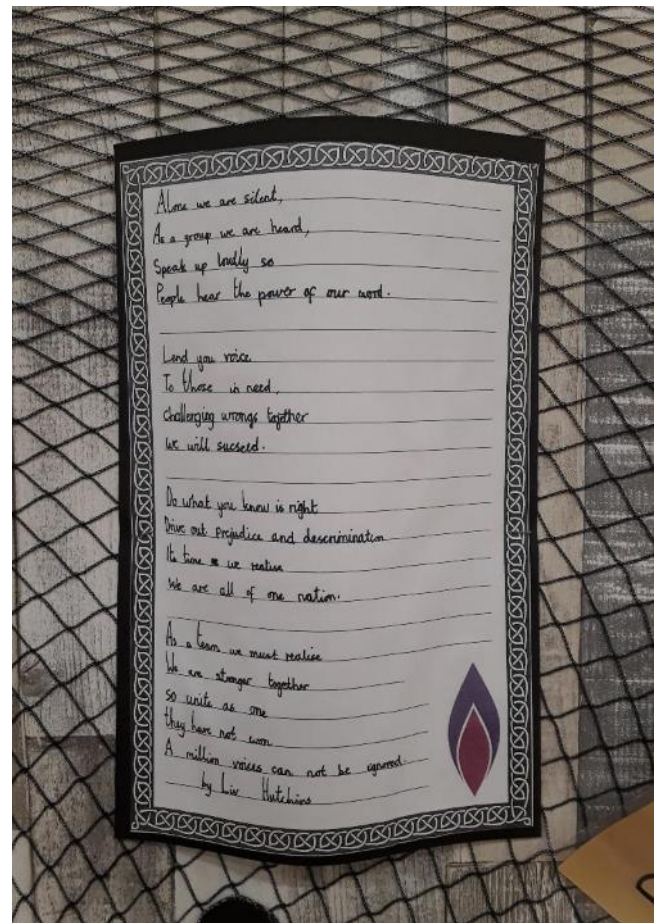 Alone we are silent,
As a group we are heard,
Speak up loudly so
People hear the power of our word.
Lend you voice
To those in need,
Challenging wrongs together
We will sucseed.
Do what you know is right
Drive out prejudice and descrimination
Its time we realise
We are all of one nation.
As a team we must realise
We are stronger together
so unite as one
they have not won
A million voices can not be ignored.
by Liv Hutchins